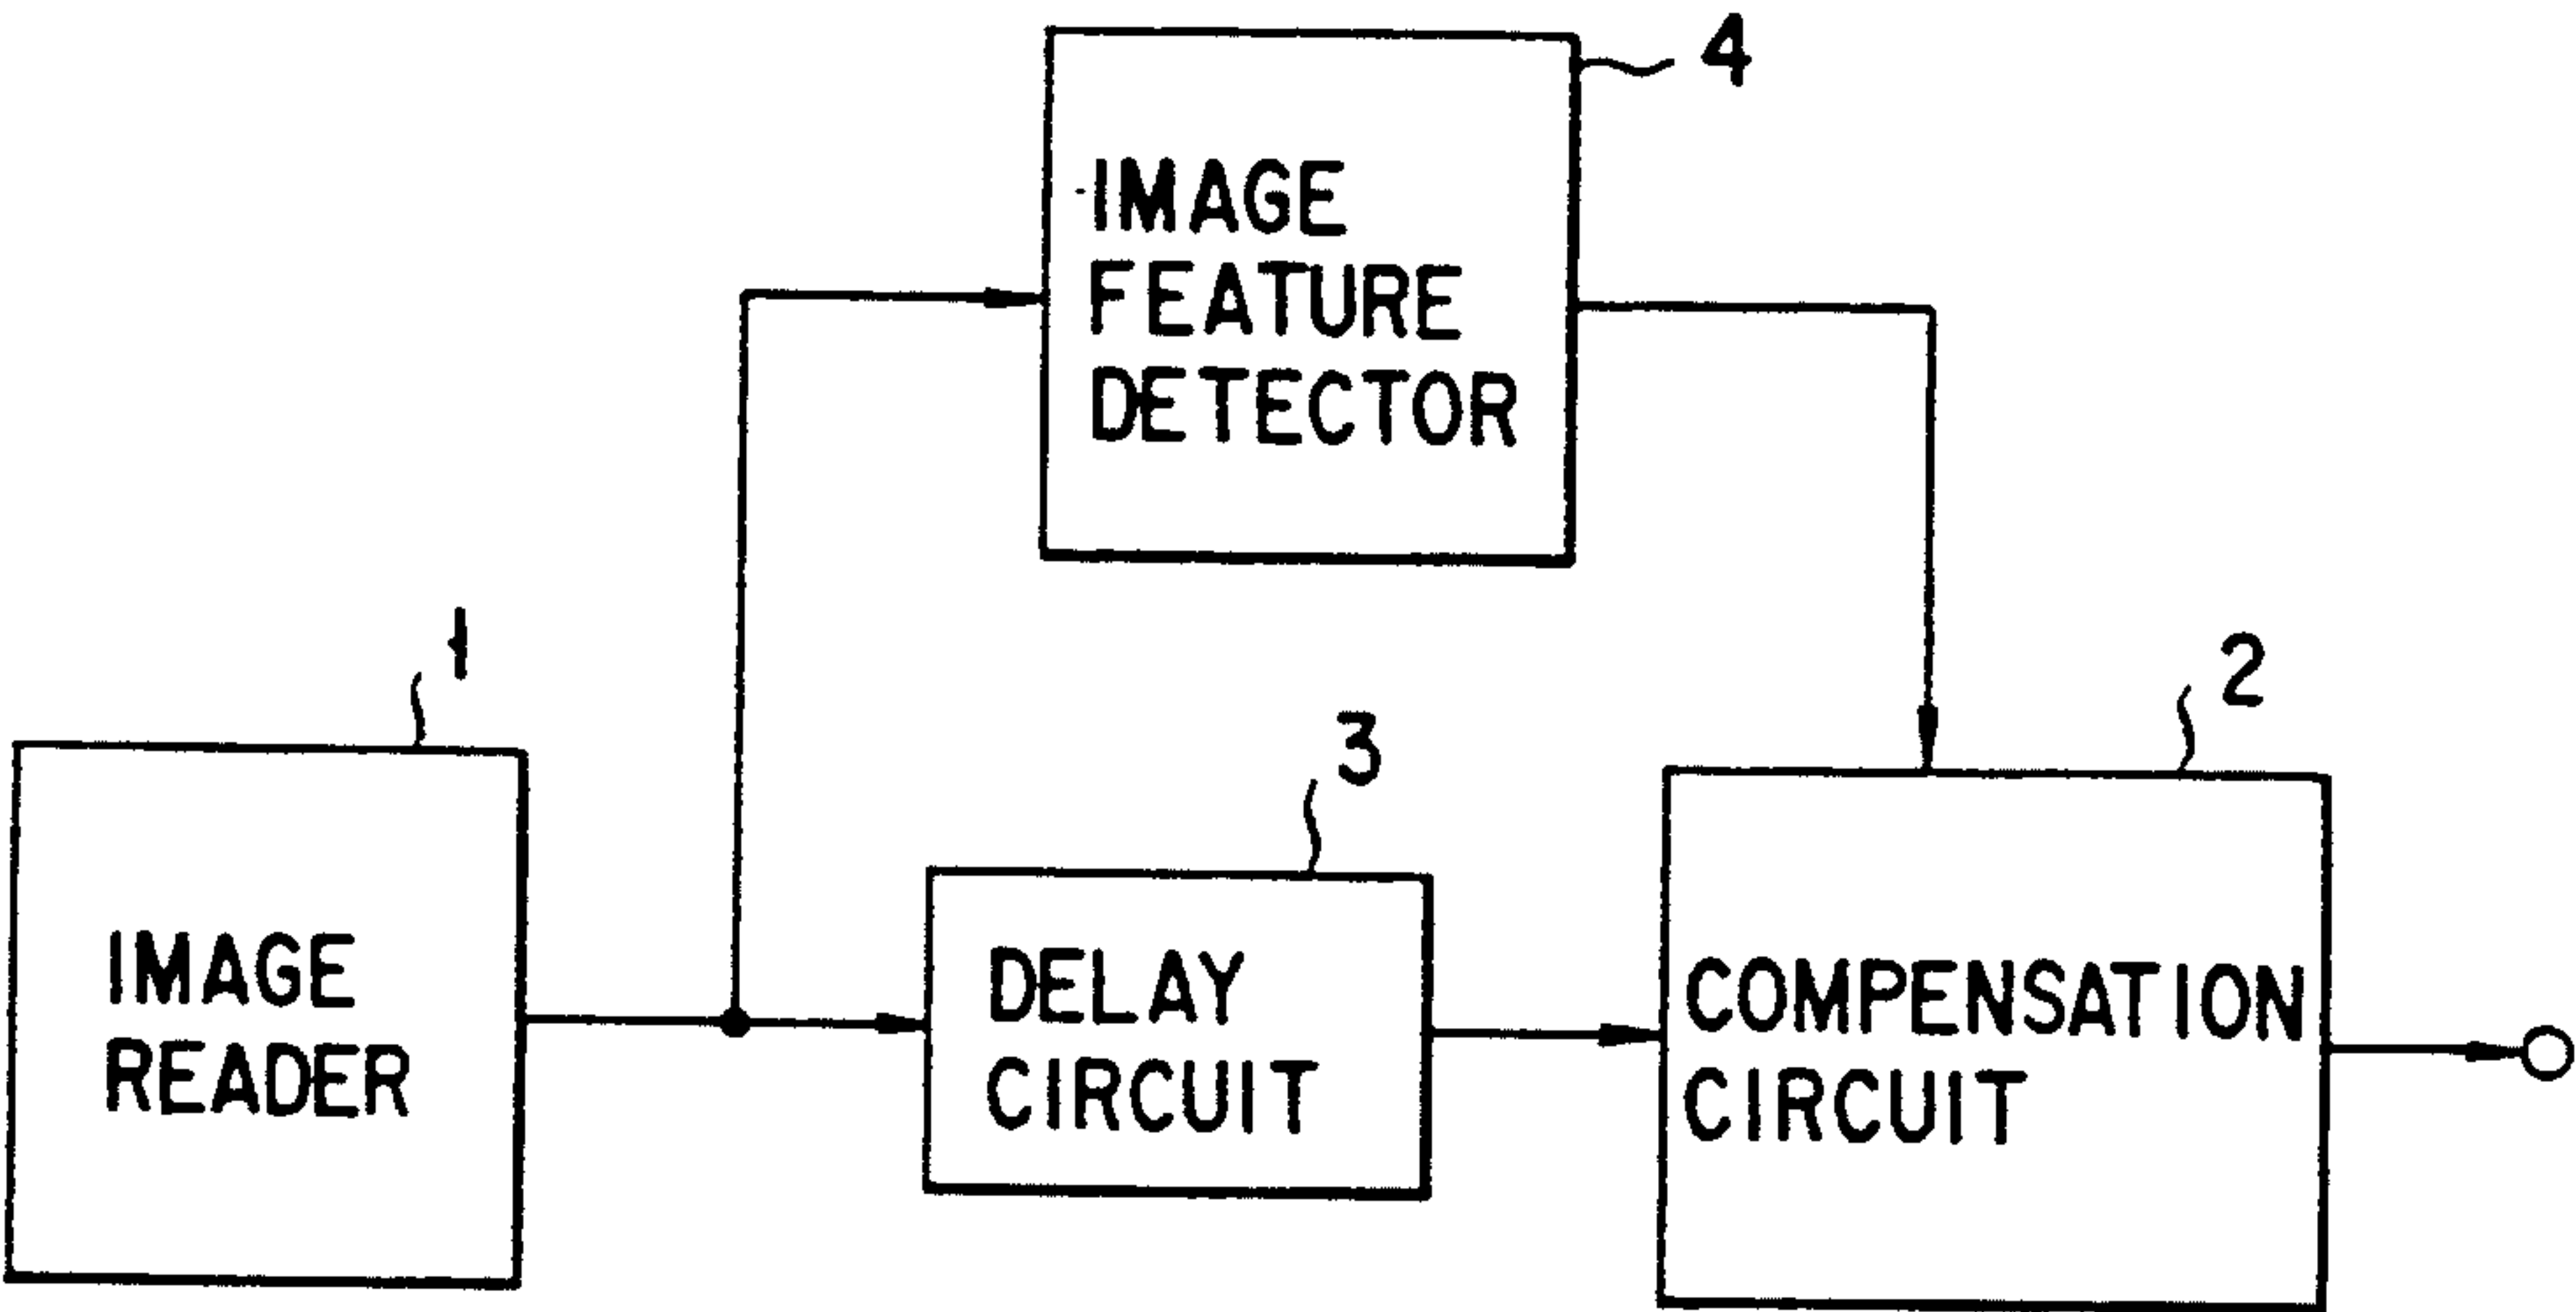 4
IMAGE
FEATURE
DETECTOR
1
IMAGE
READER
3
DELAY
CIRCUIT
2
COMPENSATION
CIRCUIT